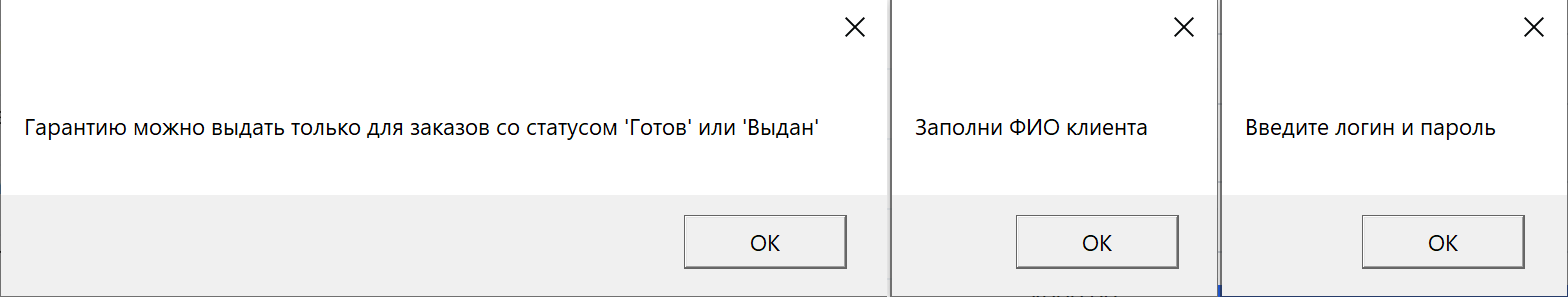 Гарантию можно выдать только для заказов со статусом 'Готов' или 'Выдан'
OK
Заполни ФИО клиента
OK
Введите логин и пароль
OK